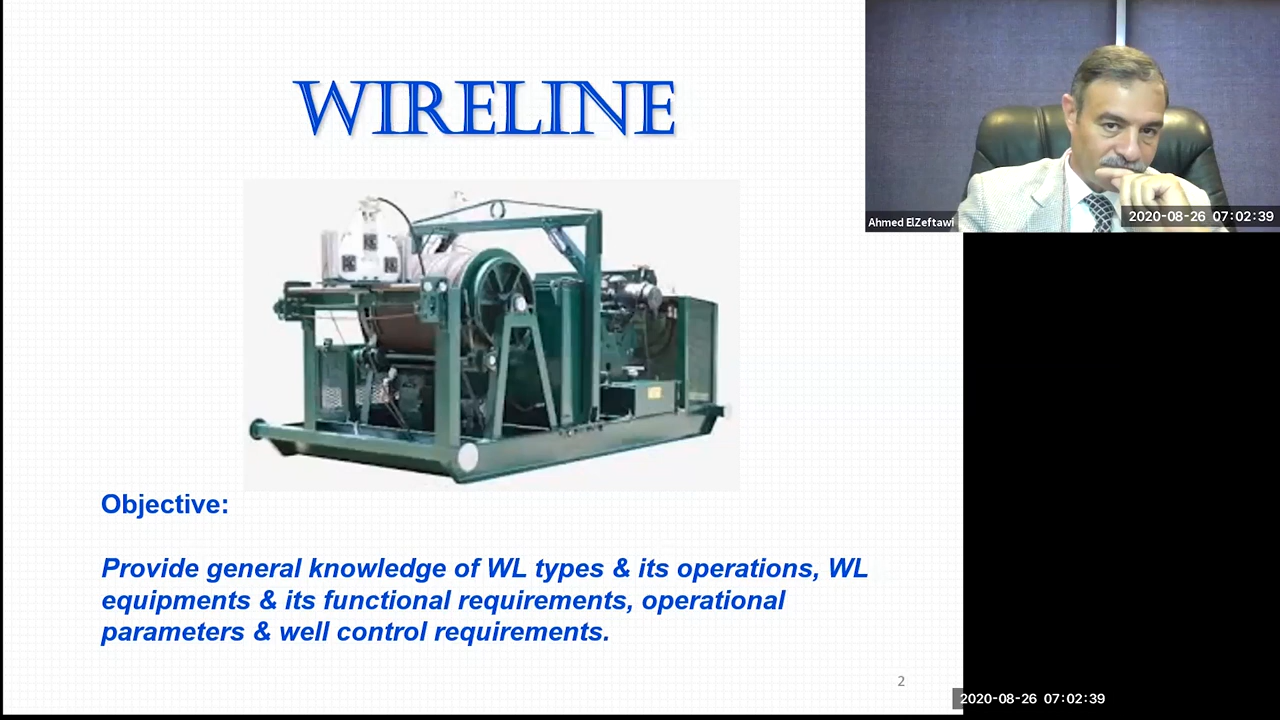 WIRELINE
Objective:
Provide general knowledge of WL types & its operations, WL
equipments & its functional requirements, operational
parameters & well control requirements.
2
Ahmed ElZeftawi
2020-08-26 07:02:39
2020-08-26 07:02:39